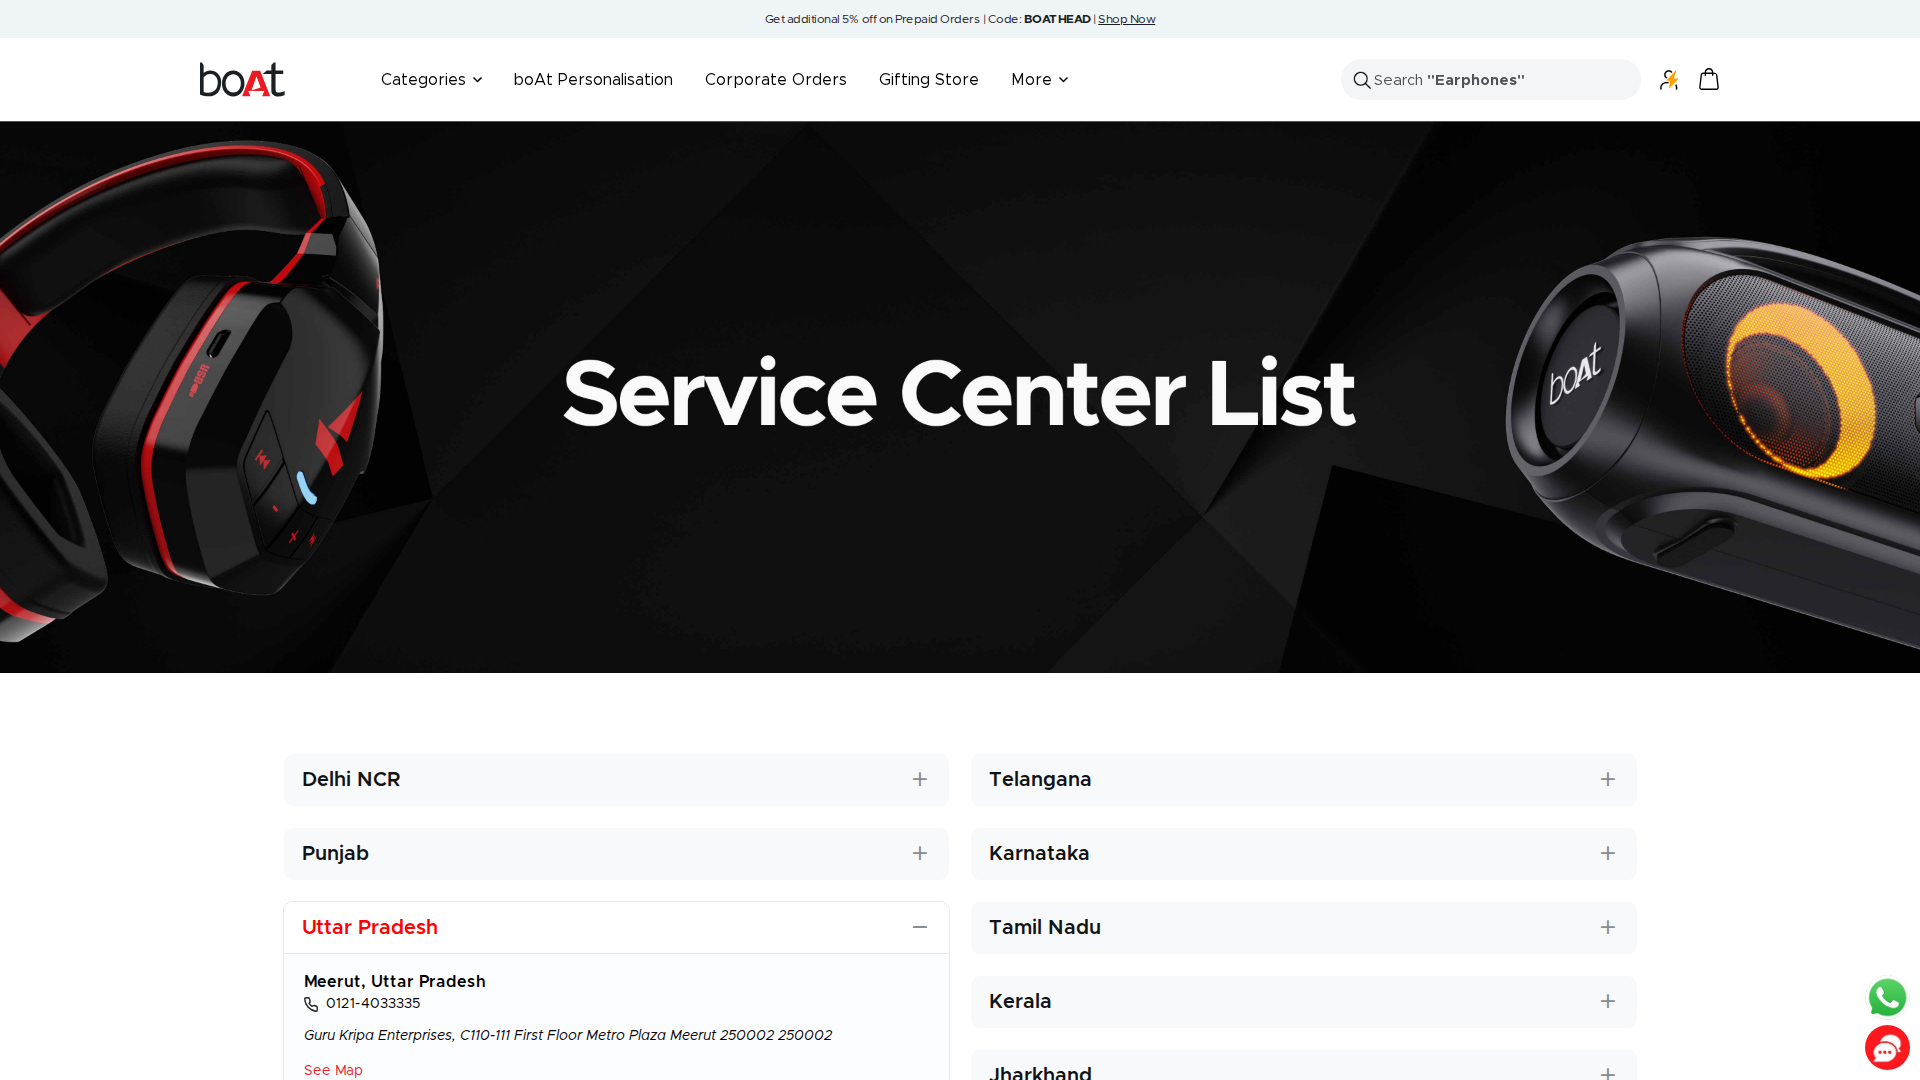 Get additional 5% off on Prepaid Orders | Code: BOATHEAD | Shop Now
boAt
Categories
boAt Personalisation
Corporate Orders
Gifting Store
More
Search "Earphones"
USB
boAt
Service Center List
Delhi NCR
Telangana
Punjab
Karnataka
Uttar Pradesh
Tamil Nadu
Meerut, Uttar Pradesh
0121-4033335
Guru Kripa Enterprises, C110-111 First Floor Metro Plaza Meerut 250002 250002
See Map
Kerala
Jharkhand